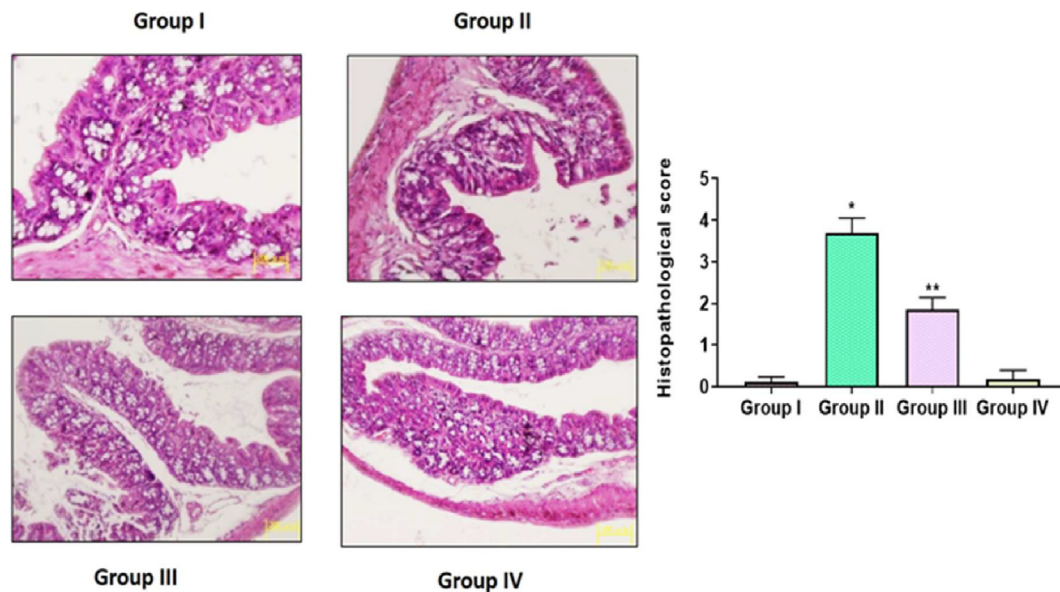 Group I
Group II
Group III
Group IV
Histopathological score
5
4
3
2
1
0
*
**
Group I
Group II
Group III
Group IV